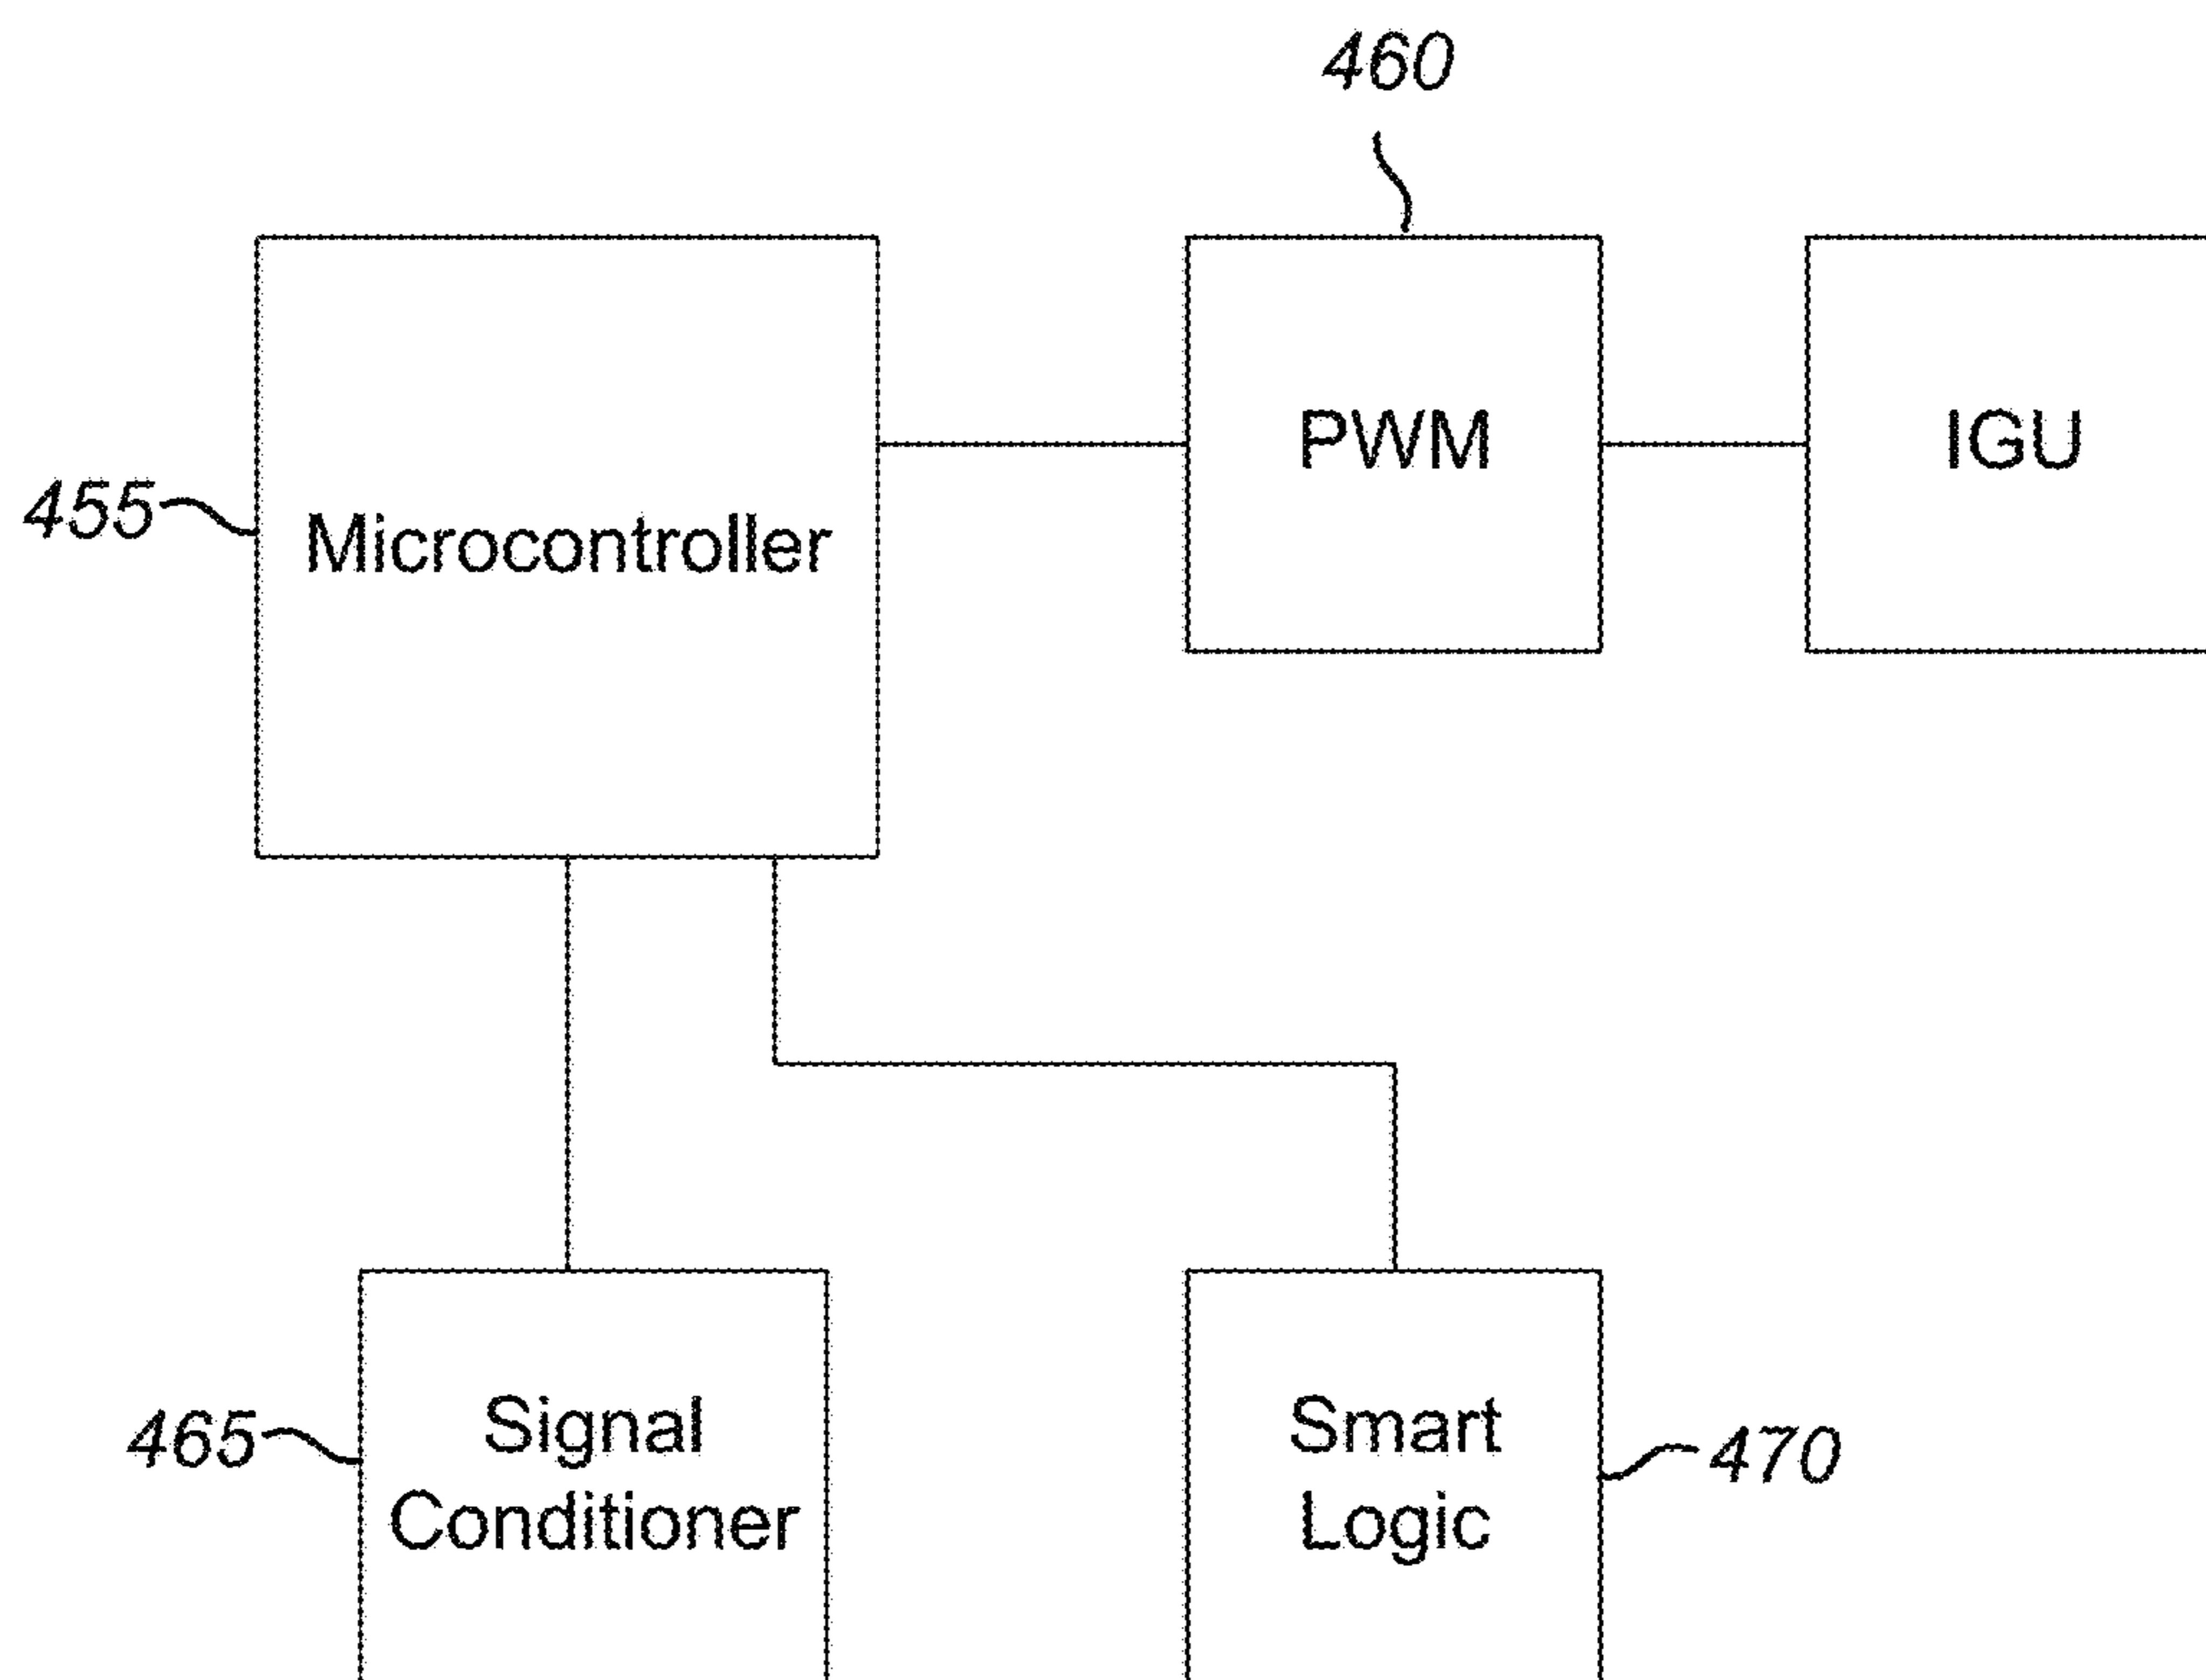 460
PWM
IGU
455
Microcontroller
465
Signal
Conditioner
Smart
Logic
470